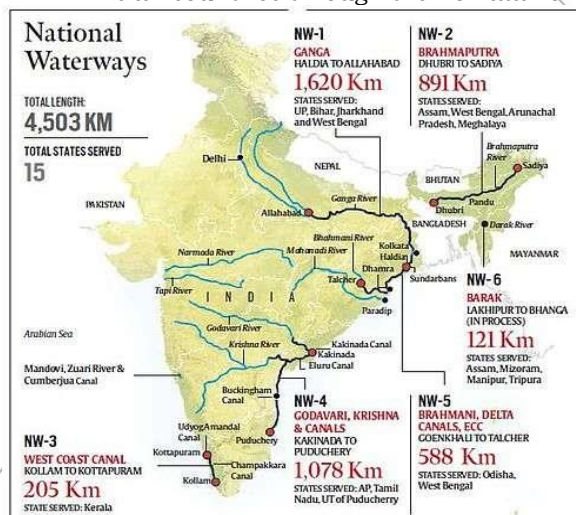 National
Waterways
TOTAL LENGTH:
4,503 KM
TOTAL STATES SERVED
15
NW-1
GANGA
HALDIA TO ALLAHABAD
1,620 Km
STATES SERVED:
UP, Bihar, Jharkhand
and West Bengal
NW-2
BRAHMAPUTRA
DHUBRI TO SADIYA
891 Km
STATES SERVED:
Assam, West Bengal, Arunachal
Pradesh, Meghalaya
Brahmaputra
River
Sadiya
Delhi
NEPAL
BHUTAN
Pandu
Dhubri
PAKISTAN
Ganga River
Allahabad
BANGLADESH
Darak River
Bhahmani River
Kolkata
MAYANMAR
Narmada River
Mahanadi River
Haldia
Dhamra
Talcher
Sundarbans
Tapi River
INDIA
Paradip
NW-6
BARAK
LAKHIPUR TO BHANGA
(IN PROCESS)
121 Km
STATES SERVED:
Assam, Mizoram,
Manipur, Tripura
Arabian Sea
Godavari River
Kakinada Canal
Krishna River
Kakinada
Eluru Canal
Mandovi, Zuari River &
Cumberjua Canal
Buckingham
Canal
NW-4
GODAVARI, KRISHNA
& CANALS
KAKINADA TO
PUDUCHERY
1,078 Km
STATES SERVED: AP, Tamil
Nadu, UT of Puducherry
NW-5
BRAHMANI, DELTA
CANALS, ECC
GOENKHALI TO TALCHER
588 Km
STATES SERVED: Odisha,
West Bengal
Udyog Amandal
Canal
Puduchery
NW-3
WEST COAST CANAL
KOLLAM TO KOTTAPURAM
205 Km
STATE SERVED: Kerala
Kottapuram
Champakkara
Canal
Kollam